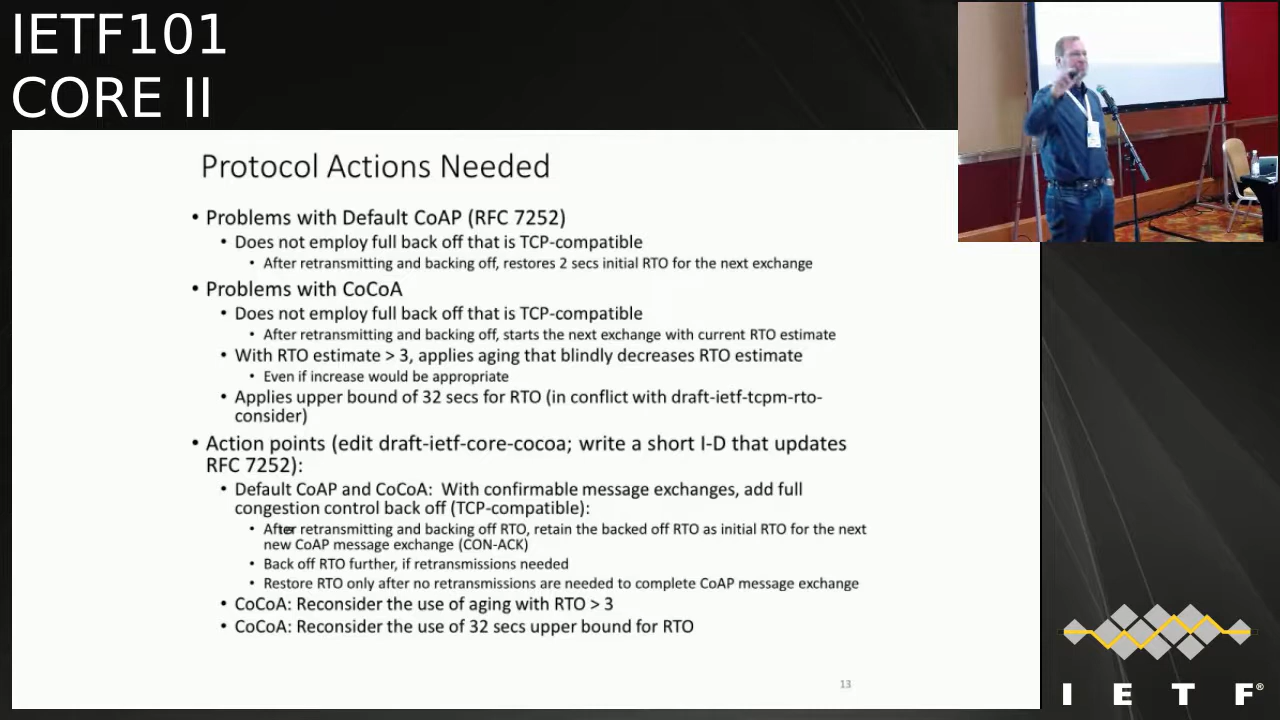 IETF101
CORE II
Protocol Actions Needed
• Problems with Default CoAP (RFC 7252)
• Does not employ full back off that is TCP-compatible
• After retransmitting and backing off, restores 2 secs initial RTO for the next exchange
• Problems with CoCoA
• Does not employ full back off that is TCP-compatible
• After retransmitting and backing off, starts the next exchange with current RTO estimate
• With RTO estimate > 3, applies aging that blindly decreases RTO estimate
• Even if increase would be appropriate
• Applies upper bound of 32 secs for RTO (in conflict with draft-ietf-tcpm-rto-
consider)
• Action points (edit draft-ietf-core-cocoa; write a short I-D that updates
RFC 7252):
• Default CoAP and CoCoA: With confirmable message exchanges, add full
congestion control back off (TCP-compatible):
• After retransmitting and backing off RTO, retain the backed off RTO as initial RTO for the next
new CoAP message exchange (CON-ACK)
• Back off RTO further, if retransmissions needed
• Restore RTO only after no retransmissions are needed to complete CoAP message exchange
• CoCoA: Reconsider the use of aging with RTO > 3
• CoCoA: Reconsider the use of 32 secs upper bound for RTO
13
I E T F®